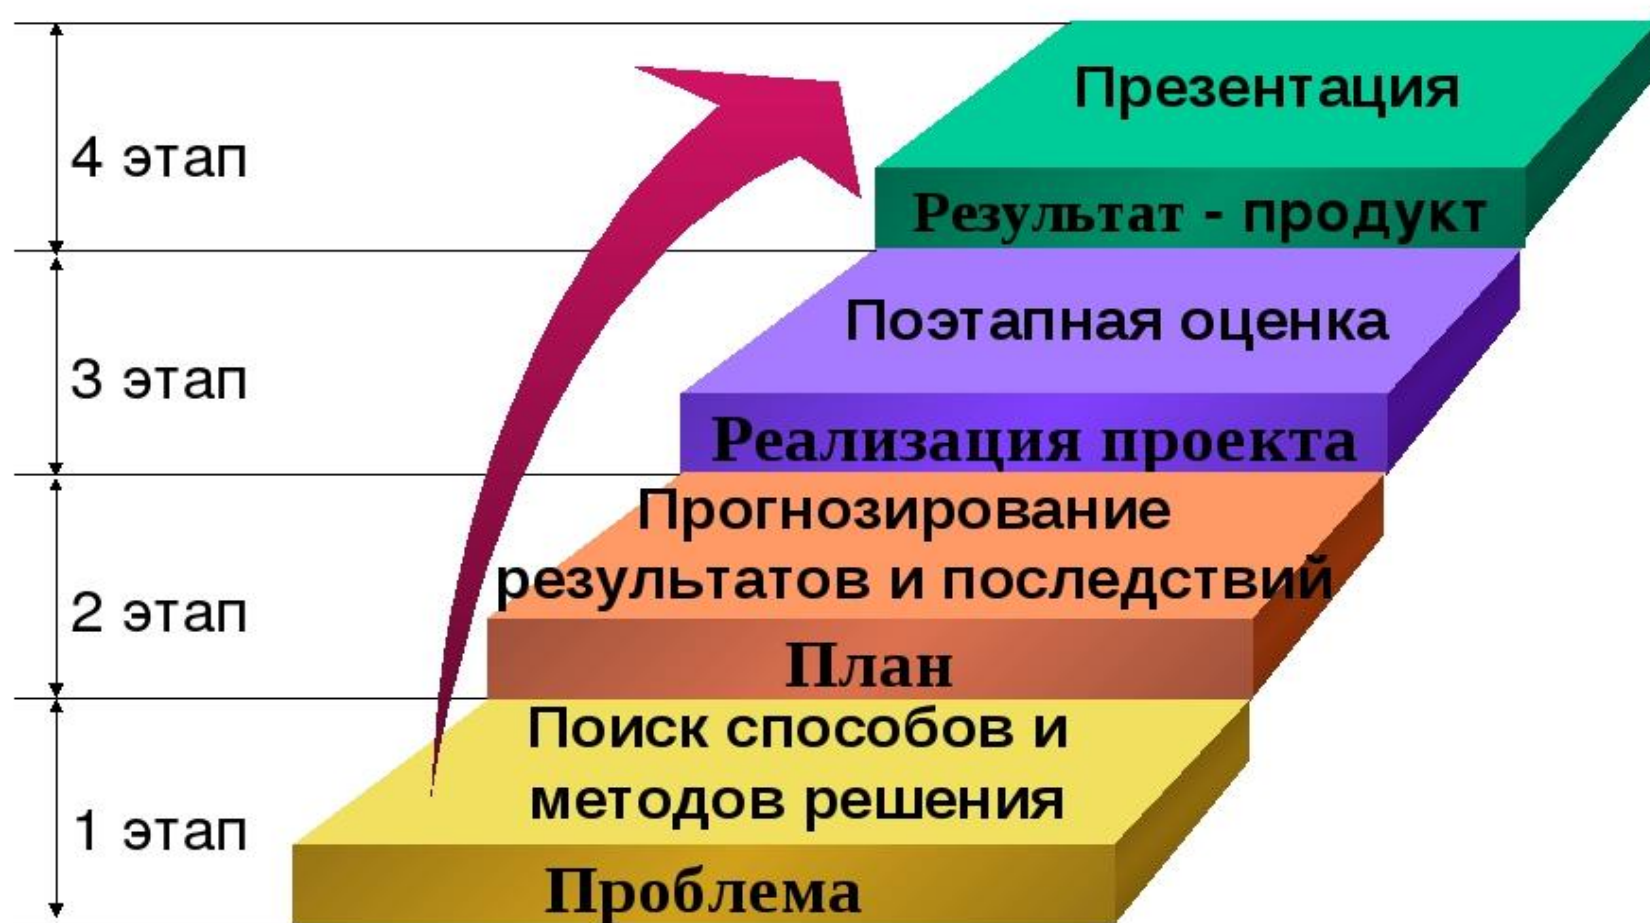 4 этап
Презентация
Результат - продукт
3 этап
Поэтапная оценка
Реализация проекта
2 этап
Прогнозирование
результатов и последствий
План
1 этап
Поиск способов и
методов решения
Проблема